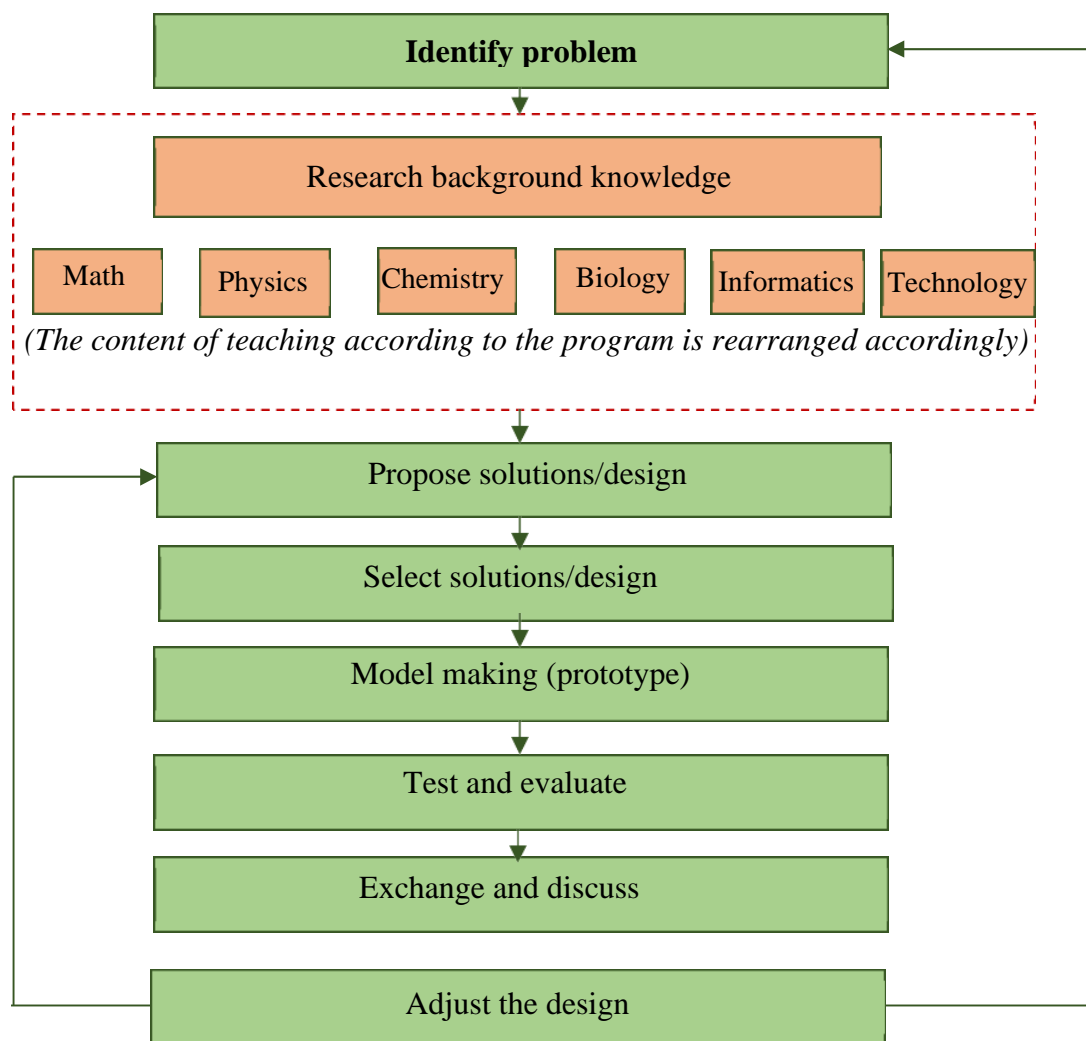 Identify problem
Research background knowledge
Math
Physics
Chemistry
Biology
Informatics
Technology
(The content of teaching according to the program is rearranged accordingly)
Propose solutions/design
Select solutions/design
Model making (prototype)
Test and evaluate
Exchange and discuss
Adjust the design